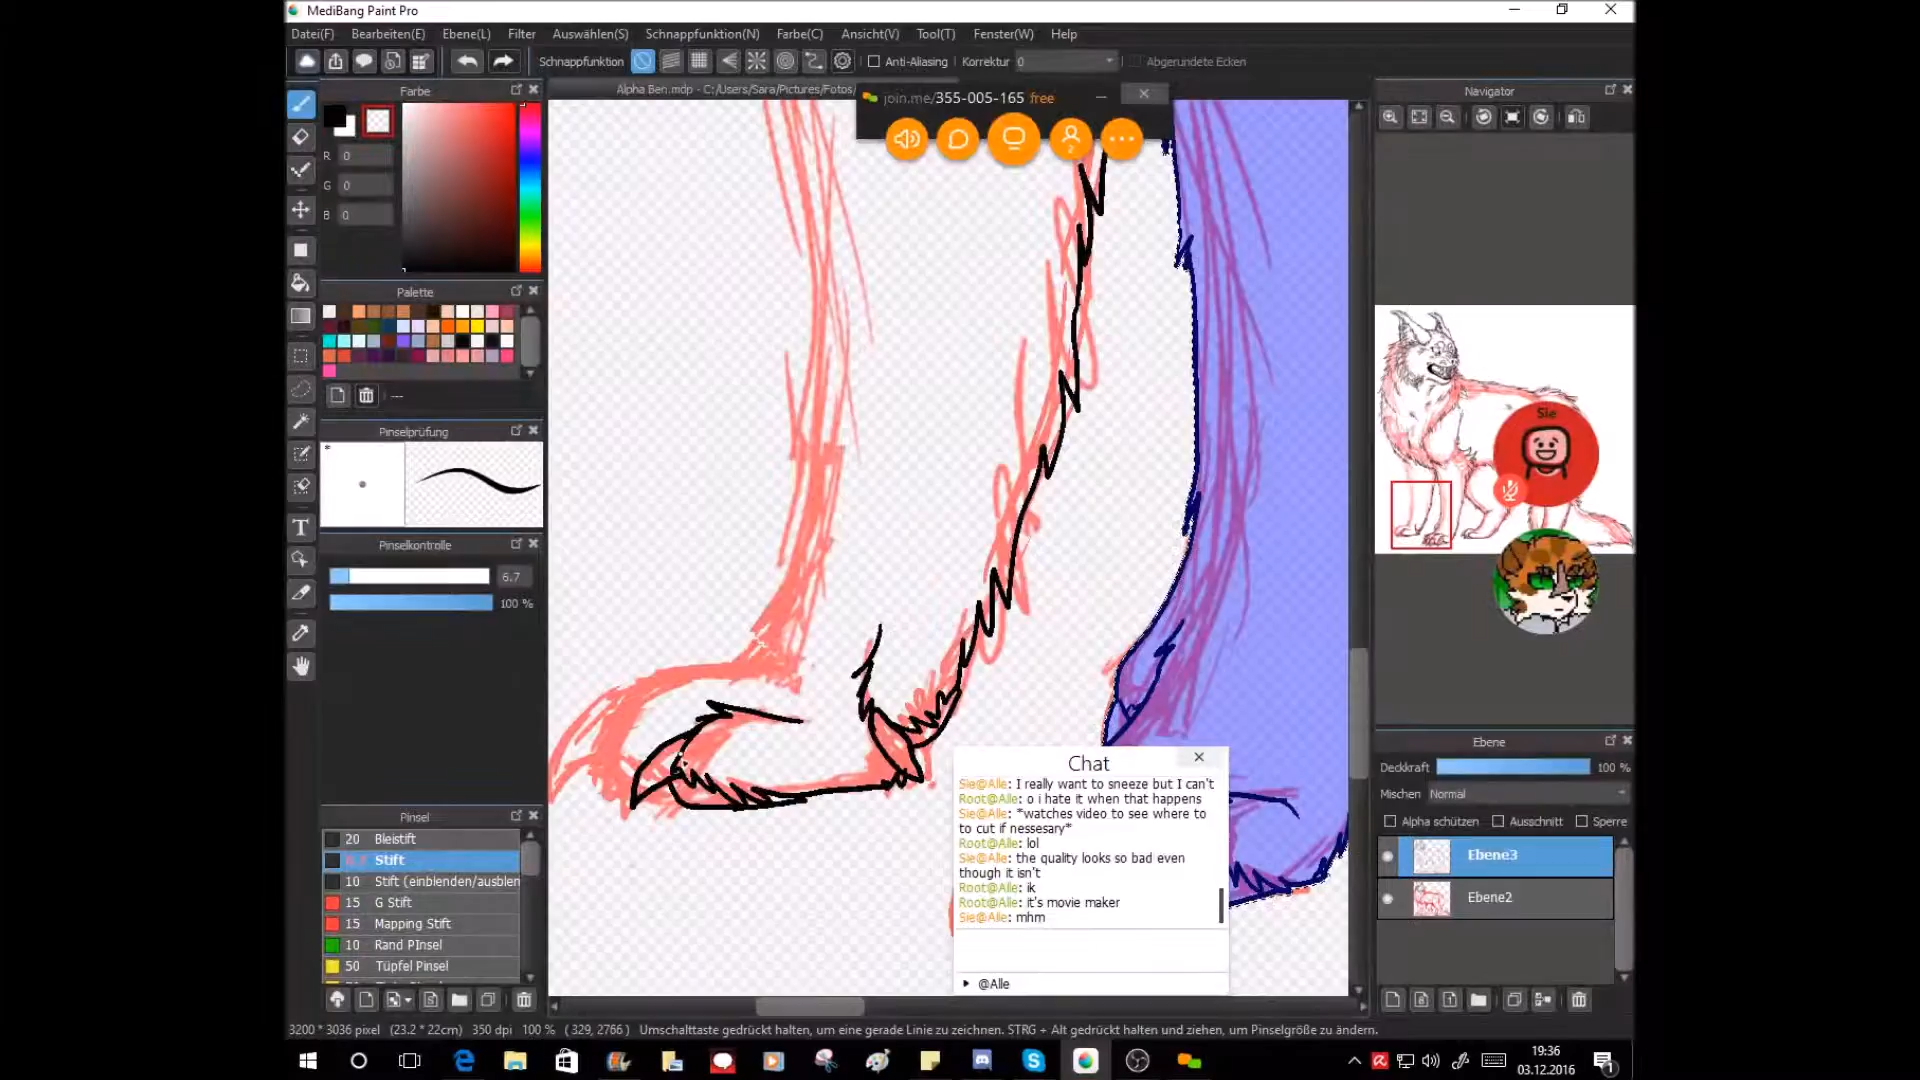 MediBang Paint Pro
Datei(F) Bearbeiten(E) Ebene(L) Filter Auswählen(S) Schnappfunktion(N) Farbe(C) Ansicht(V) Tool(T) Fenster(W) Help
Schnappfunktion Anti-Aliasing Korrektur 0 Abgerundete Ecken
Farbe
Alpha Ben.mdp - C:/Users/Sara/Pictures/Fotos/
join.me/355-005-165 free
2
Navigator
R 0
G 0
B 0
Palette
---
Pinselprüfung
*
Sie
Pinselkontrolle
6.7
100 %
Pinsel
20 Bleistift
Stift
10 Stift (einblenden/ausblen
15 G Stift
15 Mapping Stift
10 Rand PInsel
50 Tüpfel Pinsel
Chat
Sie@Alle: I really want to sneeze but I can't
Root@Alle: o i hate it when that happens
Sie@Alle: *watches video to see where to
to cut if nessesary*
Root@Alle: lol
Sie@Alle: the quality looks so bad even
though it isn't
Root@Alle: ik
Root@Alle: it's movie maker
Sie@Alle: mhm
@Alle
Ebene
Deckkraft 100 %
Mischen Normal
Alpha schützen Ausschnitt Sperre
Ebene3
Ebene2
3200 * 3036 pixel (23.2 * 22cm) 350 dpi 100 % ( 329, 2766 ) Umschalttaste gedrückt halten, um eine gerade Linie zu zeichnen. STRG + Alt gedrückt halten und ziehen, um Pinselgröße zu ändern.
19:36
03.12.2016
1